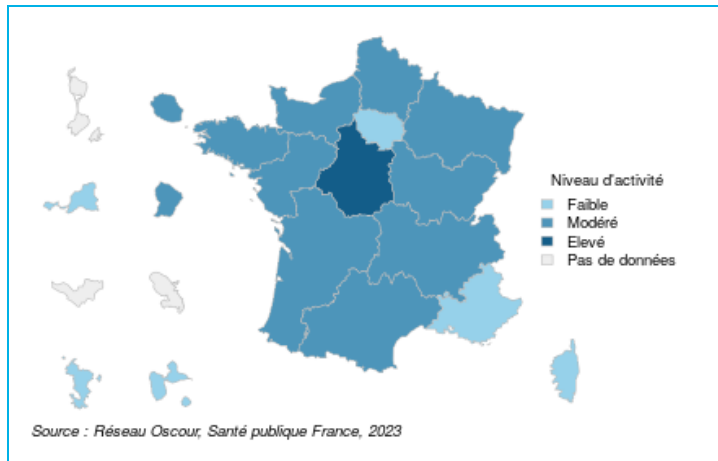 Niveau d'activité
Faible
Modéré
Elevé
Pas de données
Source : Réseau Oscour, Santé publique France, 2023